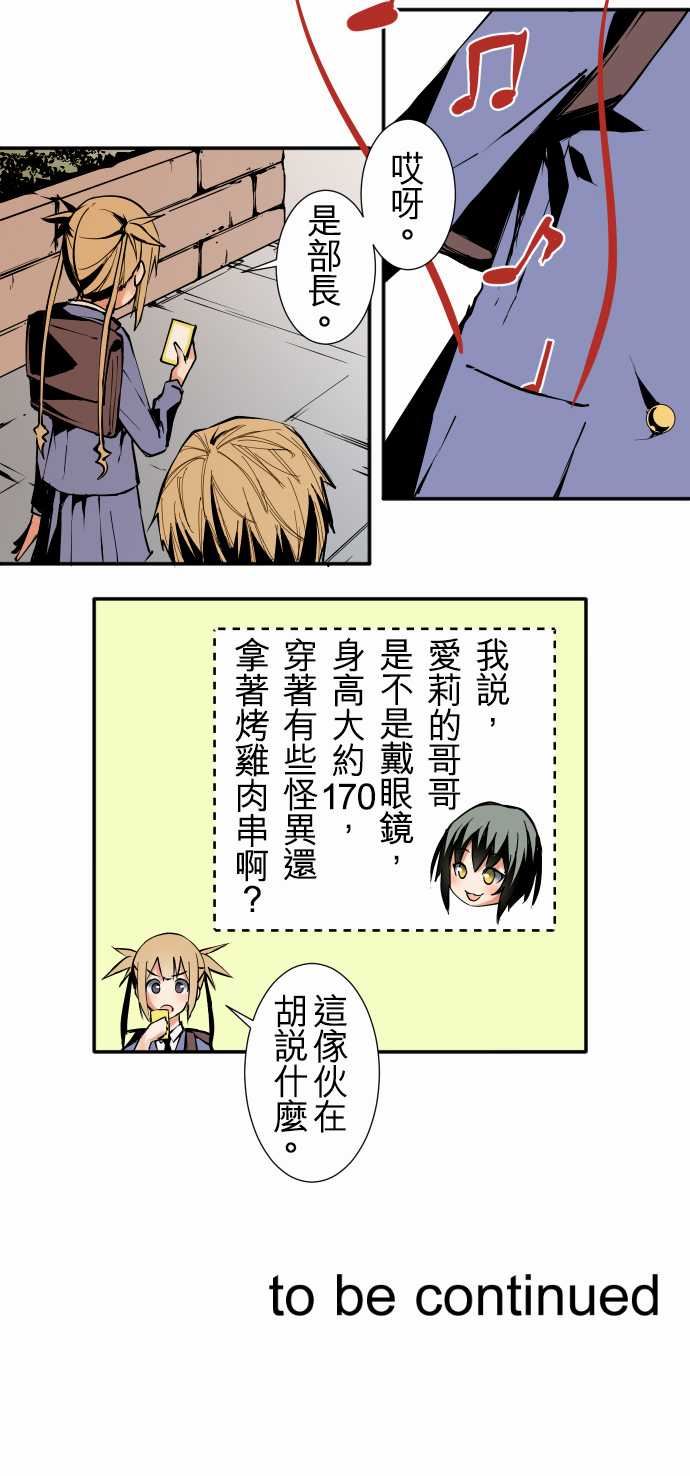 哎呀。
是部長。
我説，
愛莉的哥哥
是不是戴眼鏡，
身高大約170，
穿著有些怪異還
拿著烤雞肉串啊？
這傢伙在
胡説什麼。
to be continued